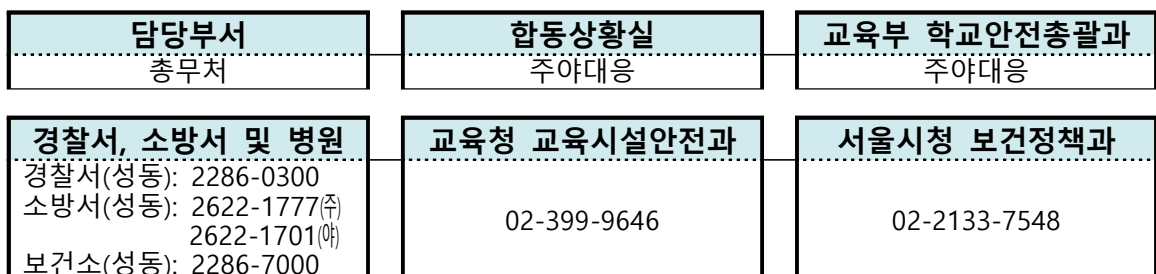 담당부서
총무처
합동상황실
주야대응
교육부 학교안전총괄과
주야대응
경찰서, 소방서 및 병원
경찰서(성동): 2286-0300
소방서(성동): 2622-1777㈜
2622-1701(야)
보건소(성동): 2286-7000
교육청 교육시설안전과
02-399-9646
서울시청 보건정책과
02-2133-7548